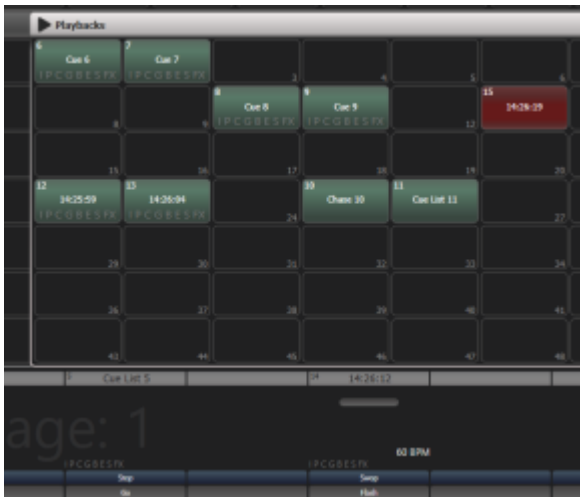 Playbacks
6 7
Cue 6 Cue 7
IPCGBESFX IPCGBESFX 3 4 5 6
8 9 15
Cue 8 Cue 9 14:26:19
IPCGBESFX IPCGBESFX
8 9 12
15 16 17 18 19 20
12 13 10 11
14:25:59 14:26:04 Chase 10 Cue List 11
IPCGBESFX IPCGBESFX 24 27
29 30 31 32 33 34
36 37 38 39 40 41
43 44 45 46 47 48
Cue List 5 14 14:26:12
age: 1
60 BPM
IPCGBESFX IPCGBESFX
Stop Swap
Go Flash